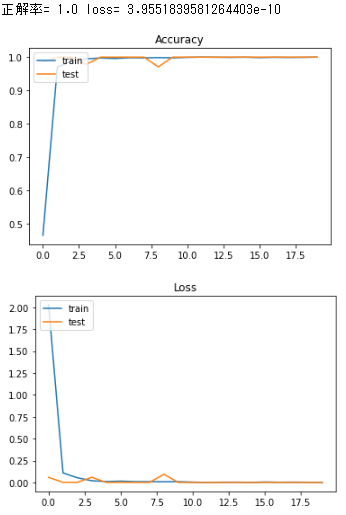 正解率= 1.0 loss= 3.9551839581264403e-10
Accuracy
train
test
1.0
0.9
0.8
0.7
0.6
0.5
0.0 2.5 5.0 7.5 10.0 12.5 15.0 17.5
Loss
train
test
2.00
1.75
1.50
1.25
1.00
0.75
0.50
0.25
0.00
0.0 2.5 5.0 7.5 10.0 12.5 15.0 17.5